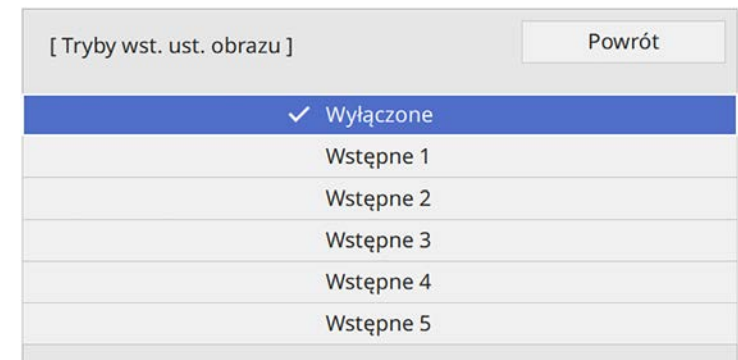 [ Tryby wst. ust. obrazu ]
Powrót
✓ Wyłączone
Wstępne 1
Wstępne 2
Wstępne 3
Wstępne 4
Wstępne 5